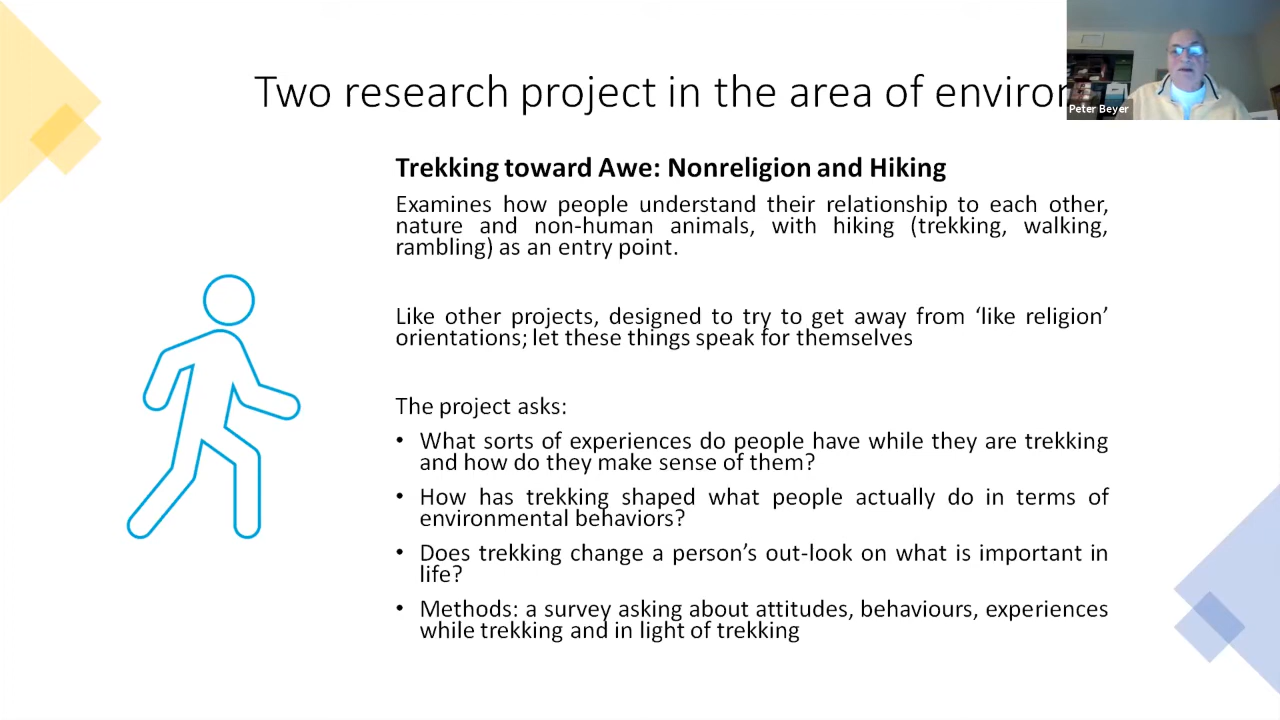 Two research project in the area of environ
Peter Beyer
Trekking toward Awe: Nonreligion and Hiking
Examines how people understand their relationship to each other,
nature and non-human animals, with hiking (trekking, walking,
rambling) as an entry point.
Like other projects, designed to try to get away from ‘like religion’
orientations; let these things speak for themselves
The project asks:
• What sorts of experiences do people have while they are trekking
and how do they make sense of them?
• How has trekking shaped what people actually do in terms of
environmental behaviors?
• Does trekking change a person’s out-look on what is important in
life?
• Methods: a survey asking about attitudes, behaviours, experiences
while trekking and in light of trekking